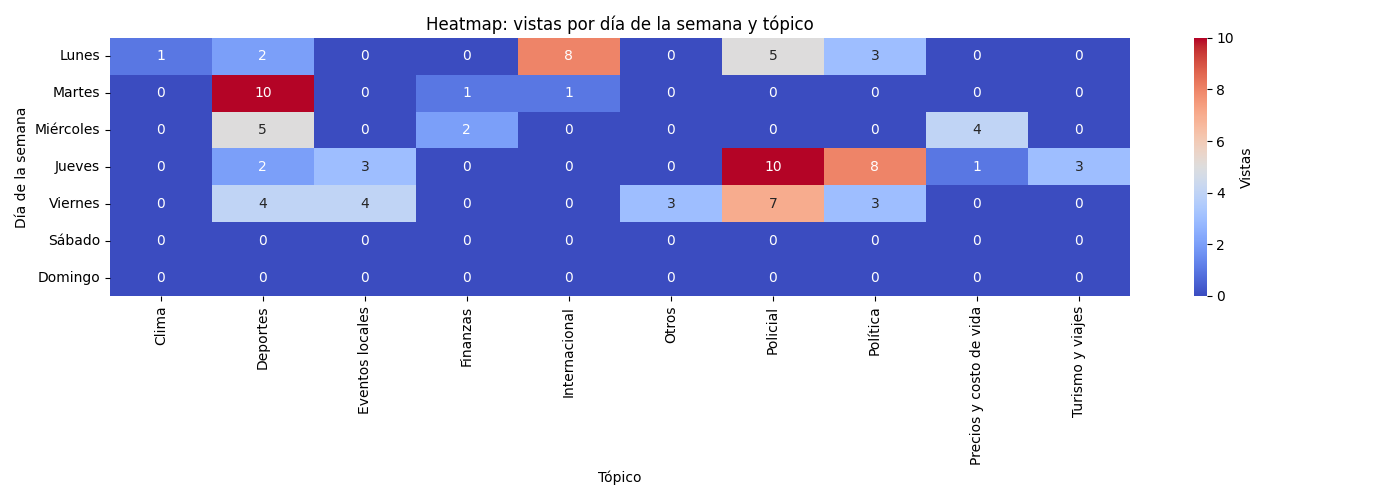 Heatmap: vistas por día de la semana y tópico
Día de la semana
Lunes 1 2 0 0 8 0 5 3 0 0
Martes 0 10 0 1 1 0 0 0 0 0
Miércoles 0 5 0 2 0 0 0 0 4 0
Jueves 0 2 3 0 0 0 10 8 1 3
Viernes 0 4 4 0 0 3 7 3 0 0
Sábado 0 0 0 0 0 0 0 0 0 0
Domingo 0 0 0 0 0 0 0 0 0 0
Clima
Deportes
Eventos locales
Finanzas
Internacional
Otros
Policial
Política
Precios y costo de vida
Turismo y viajes
Tópico
10
8
6
4
2
0
Vistas